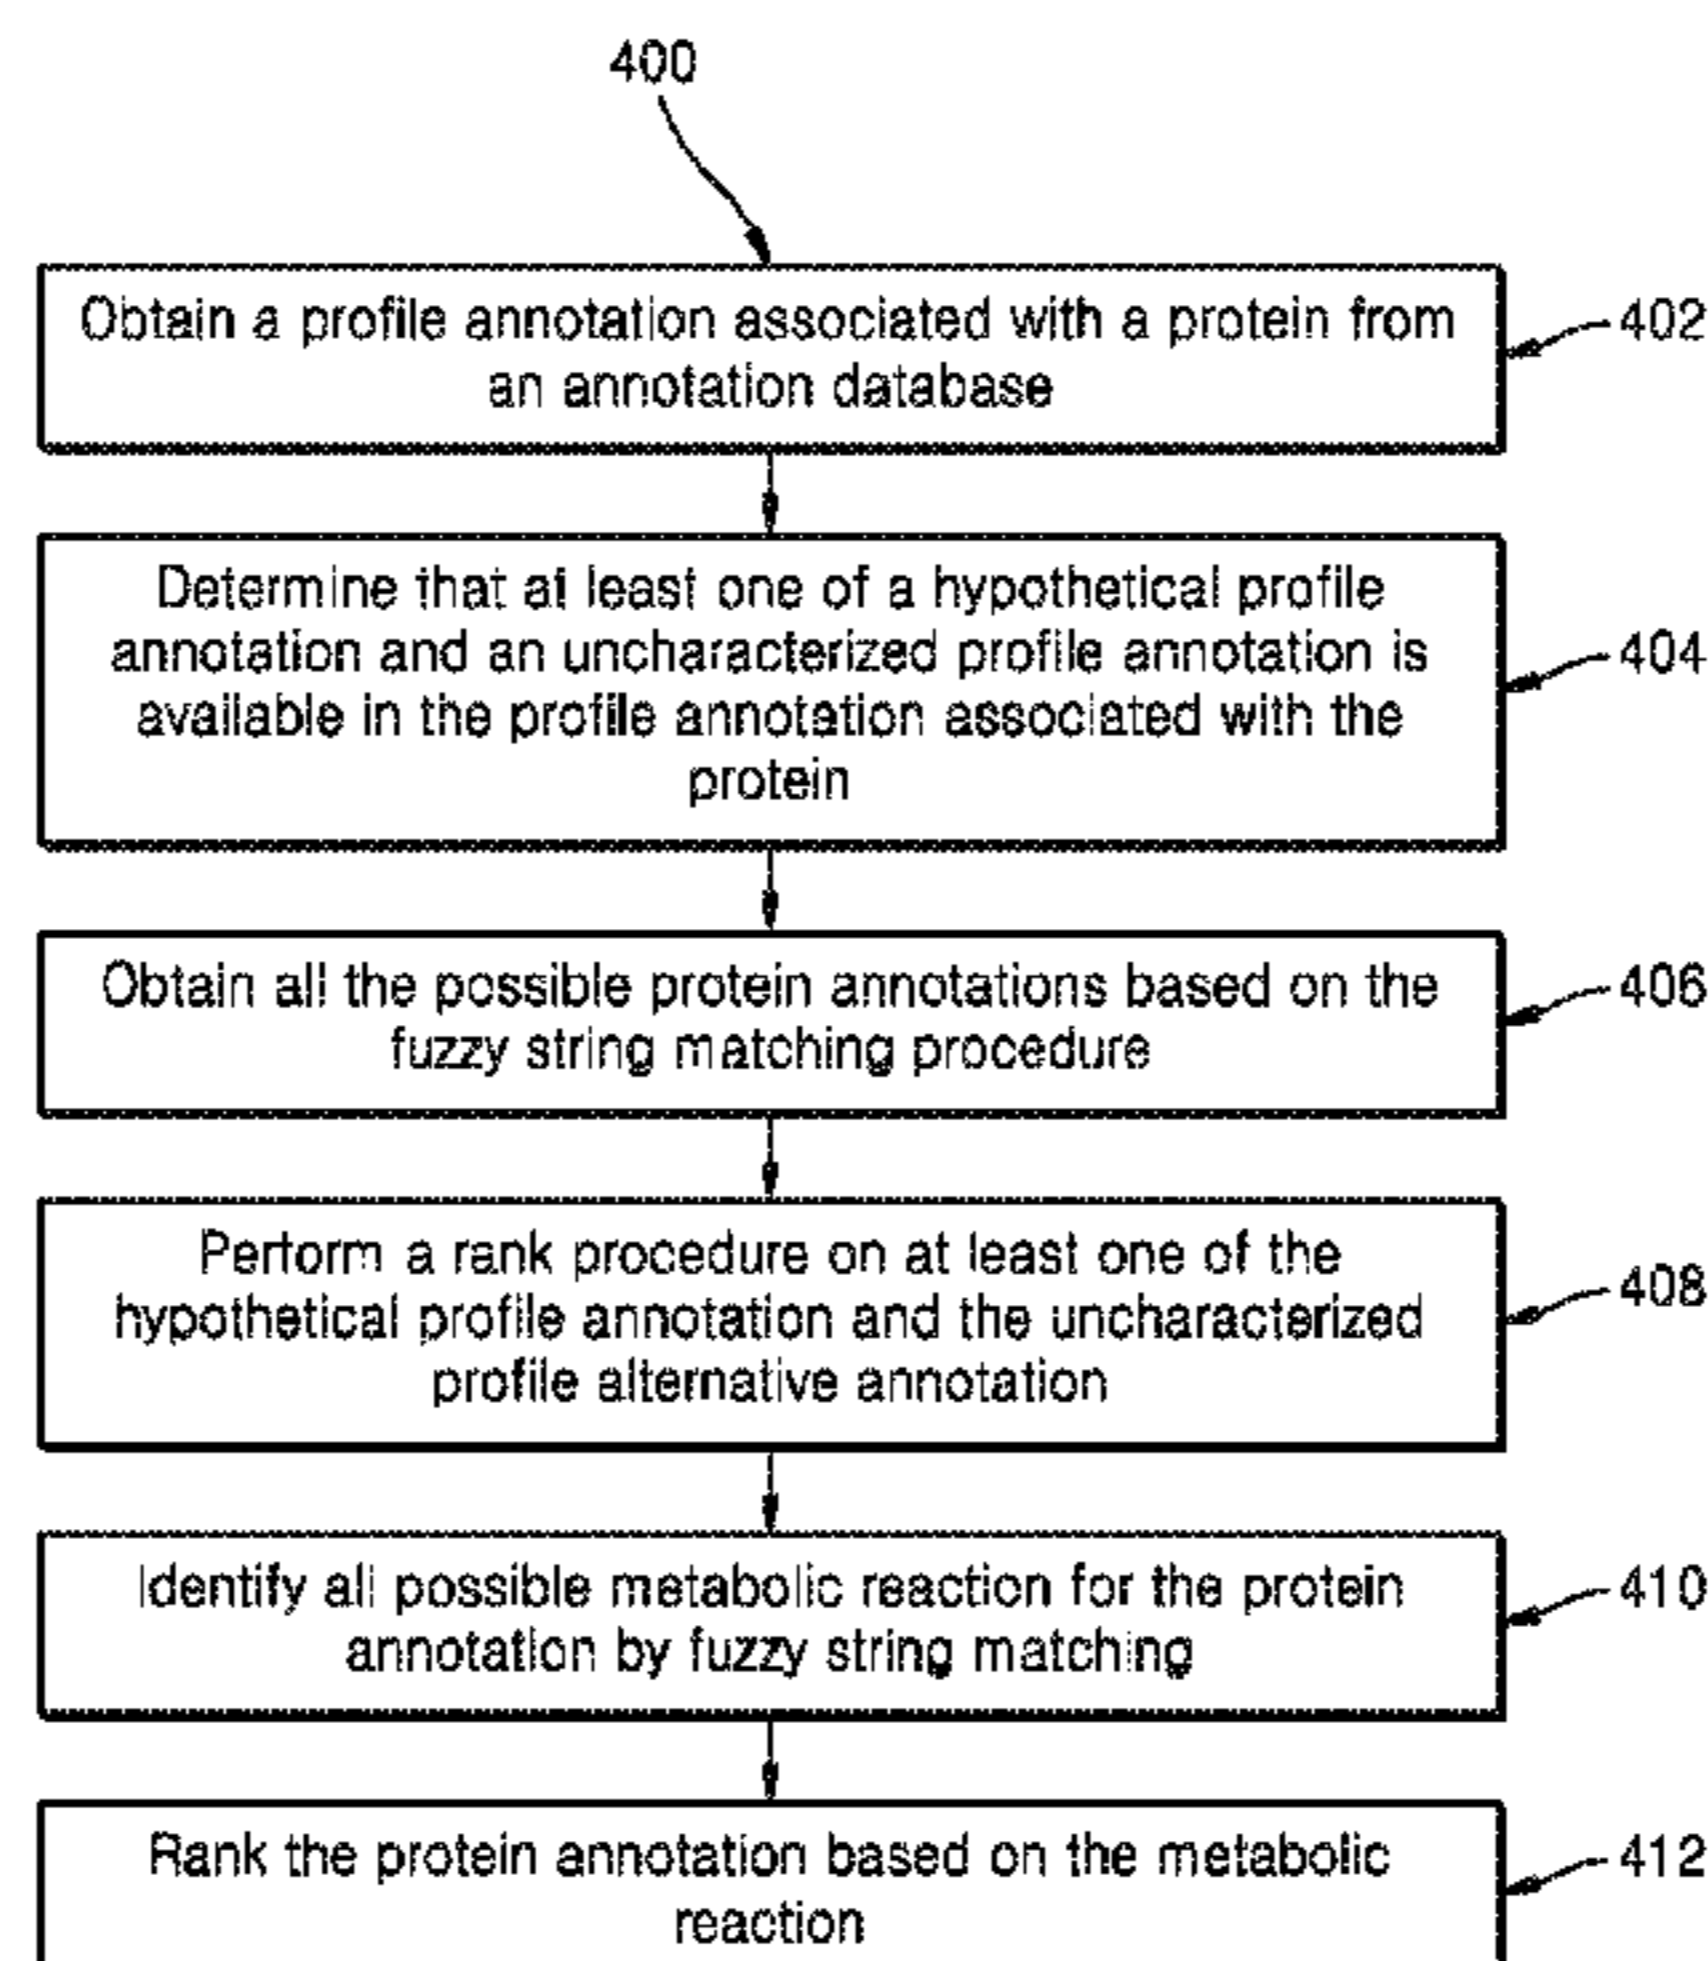 400
Obtain a profile annotation associated with a protein from
an annotation database
402
Determine that at least one of a hypothetical profile
annotation and an uncharacterized profile annotation is
available in the profile annotation associated with the
protein
404
Obtain all the possible protein annotations based on the
fuzzy string matching procedure
406
Perform a rank procedure on at least one of the
hypothetical profile annotation and the uncharacterized
profile alternative annotation
408
Identify all possible metabolic reaction for the protein
annotation by fuzzy string matching
410
Rank the protein annotation based on the metabolic
reaction
412